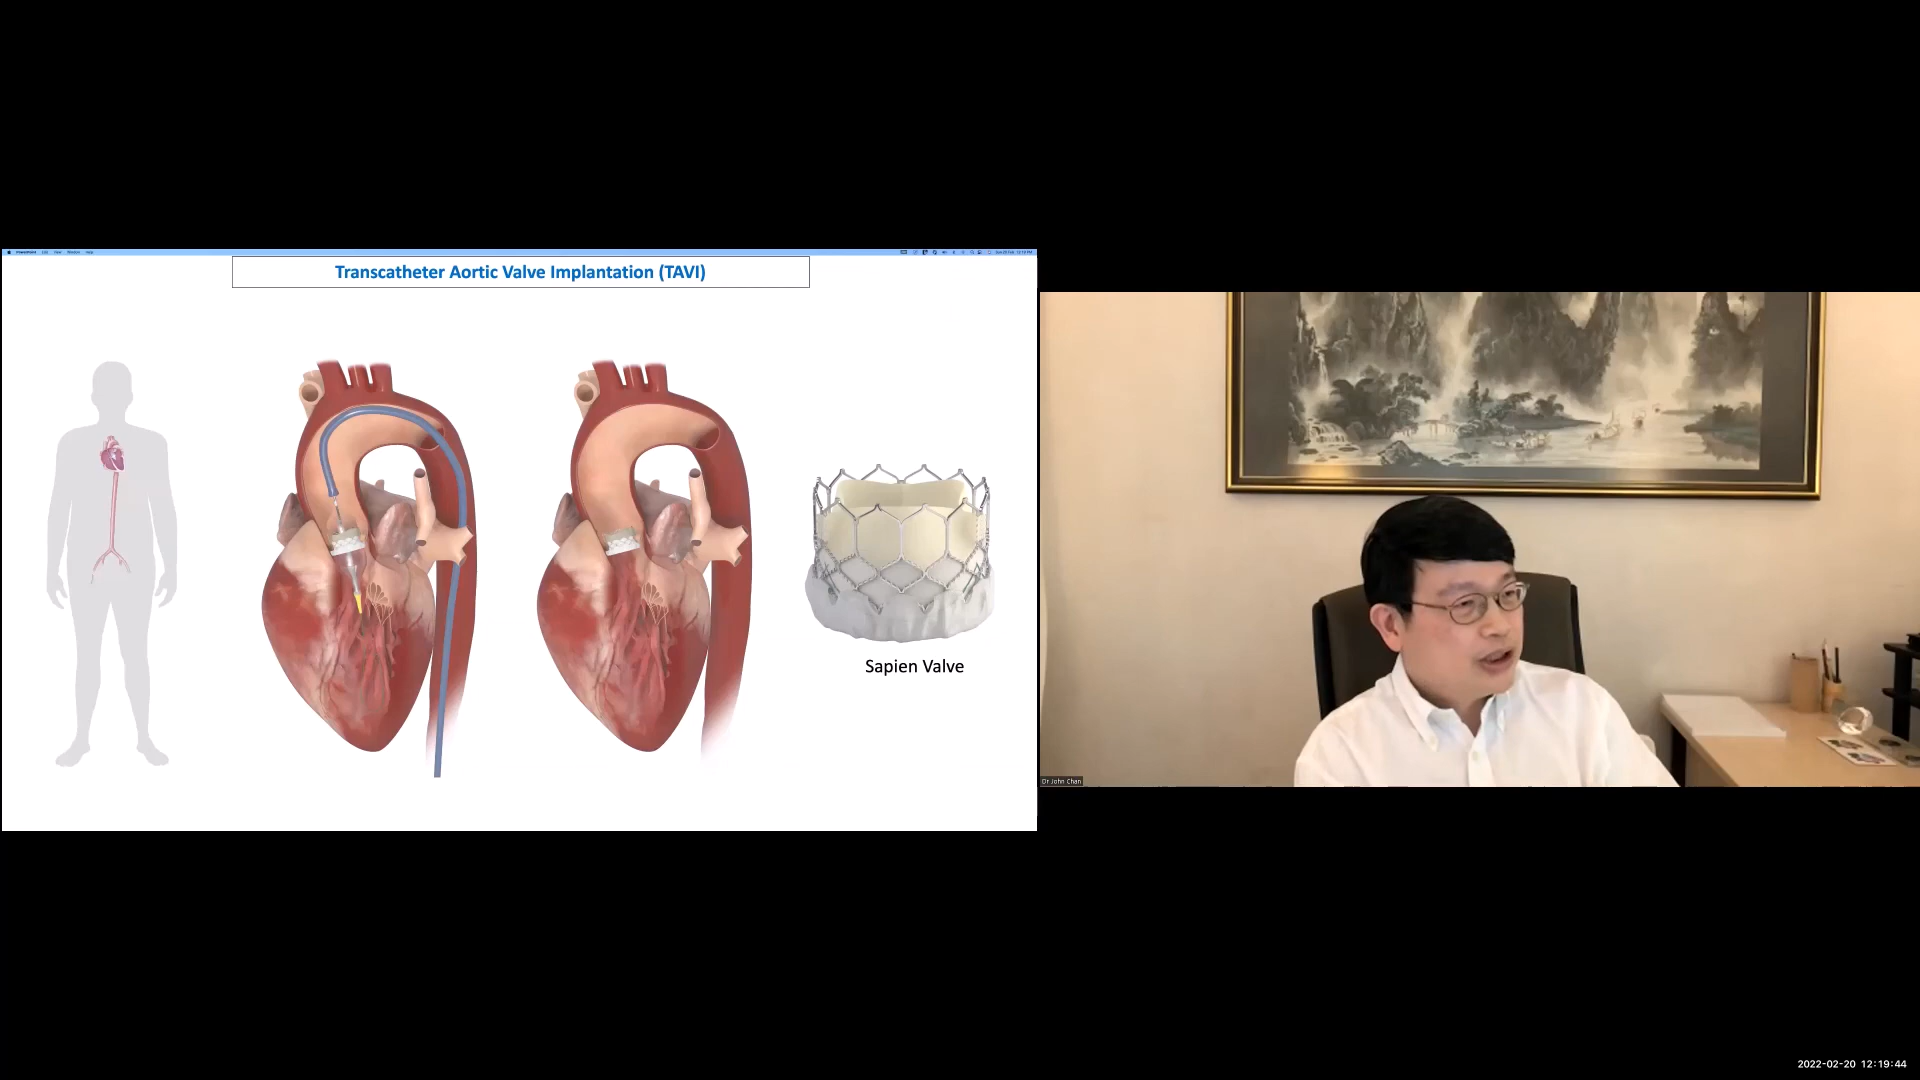 Transcatheter Aortic Valve Implantation (TAVI)
Sapien Valve
Dr John Chan
2022-02-20 12:19:44